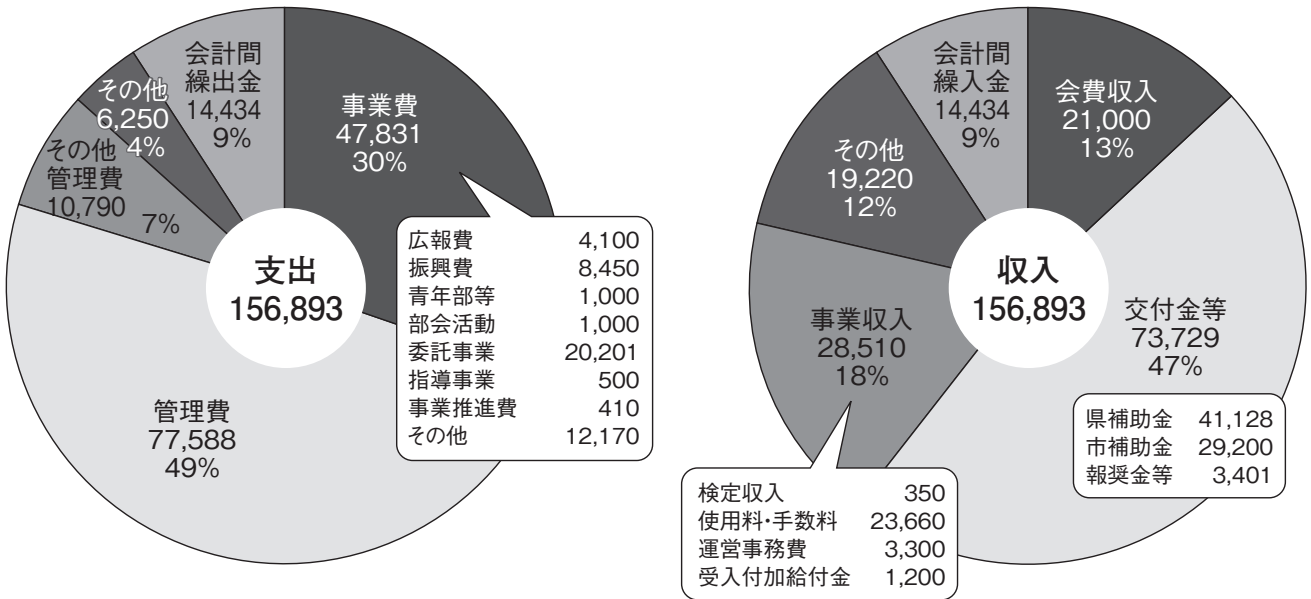 会計間
繰出金
14,434
9%
その他
6,250
4%
その他
管理費
10,790
7%
事業費
47,831
30%
支出
156,893
広報費 4,100
振興費 8,450
青年部等 1,000
部会活動 1,000
委託事業 20,201
指導事業 500
事業推進費 410
その他 12,170
管理費
77,588
49%
会計間
繰入金
14,434
9%
会費収入
21,000
13%
その他
19,220
12%
収入
156,893
交付金等
73,729
47%
事業収入
28,510
18%
県補助金 41,128
市補助金 29,200
報奨金等 3,401
検定収入 350
使用料・手数料 23,660
運営事務費 3,300
受入付加給付金 1,200